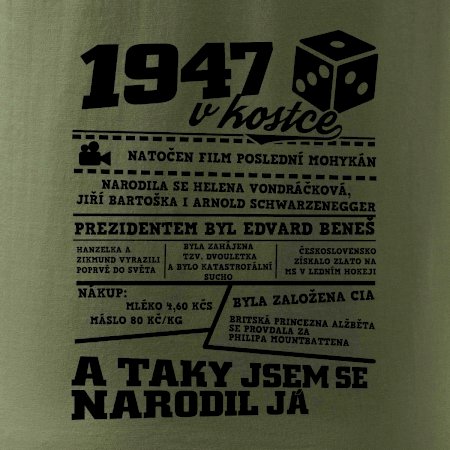 1947
v kostce
NATOČEN FILM POSLEDNÍ MOHYKÁN
NARODILA SE HELENA VONDRÁČKOVÁ,
JIŘÍ BARTOŠKA I ARNOLD SCHWARZENEGGER
PREZIDENTEM BYL EDVARD BENEŠ
HANZELKA A
ZIKMUND VYRAZILI
POPRVÉ DO SVĚTA
BYLA ZAHÁJENA
TZV. DVOULETKA
A BYLO KATASTROFÁLNÍ
SUCHO
ČESKOSLOVENSKO
ZÍSKALO ZLATO NA
MS V LEDNÍM HOKEJI
NÁKUP:
MLÉKO 4,60 KČS
MÁSLO 80 KČ/KG
BYLA ZALOŽENA CIA
BRITSKÁ PRINCEZNA ALŽBĚTA
SE PROVDALA ZA
PHILIPA MOUNTBATTENA
A TAKY JSEM SE
NARODIL JÁ